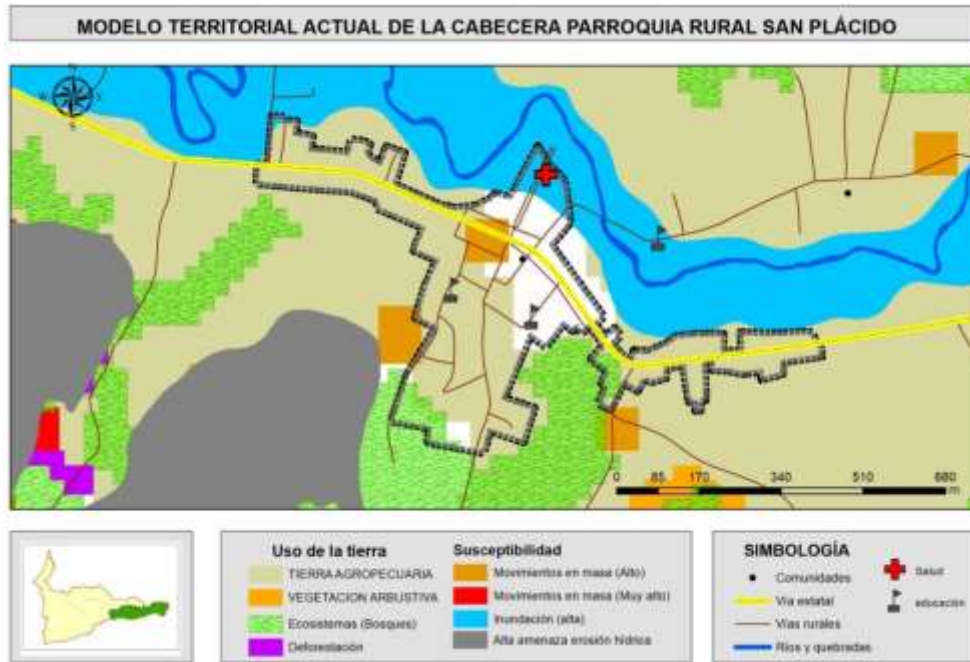 MODELO TERRITORIAL ACTUAL DE LA CABECERA PARROQUIA RURAL SAN PLÁCIDO
W
S
0 85 170 340 510 680
m
Uso de la tierra
TIERRA AGROPECUARIA
VEGETACION ARBUSTIVA
Ecosistemas (Bosques)
Deforestación
Susceptibilidad
Movimientos en masa (Alto)
Movimientos en masa (Muy alto)
Inundación (alta)
Alta amenaza erosión hídrica
SIMBOLOGÍA
Comunidades
Vía estatal
Vías rurales
Ríos y quebradas
Salud
educación